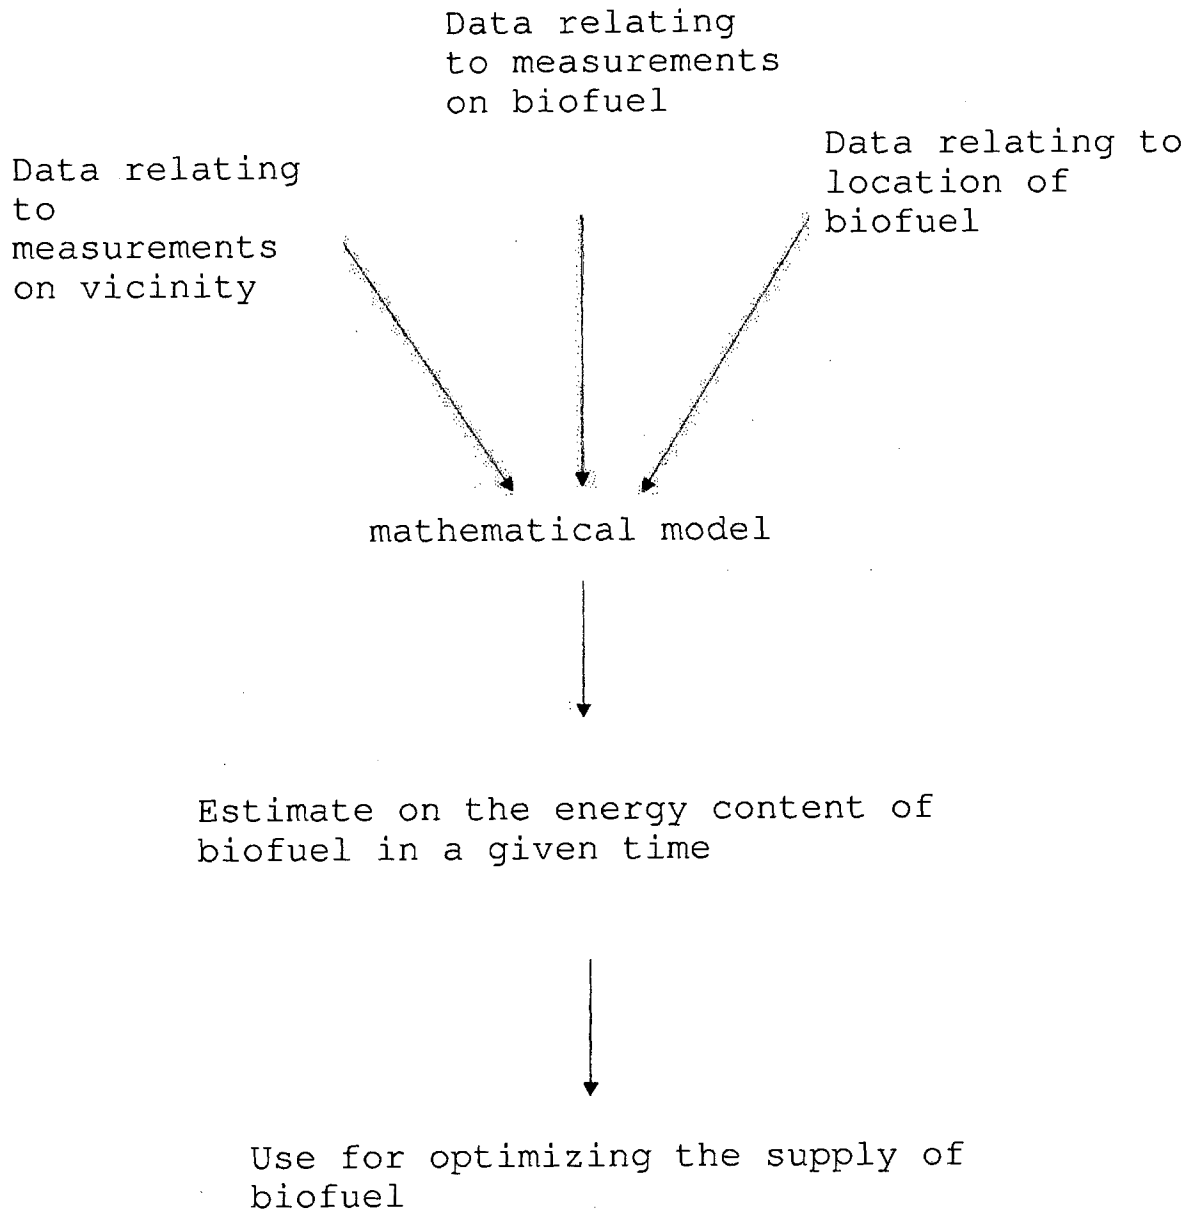 Data relating
to measurements
on biofuel
Data relating
to
measurements
on vicinity
Data relating to
location of
biofuel
mathematical model
Estimate on the energy content of
biofuel in a given time
Use for optimizing the supply of
biofuel